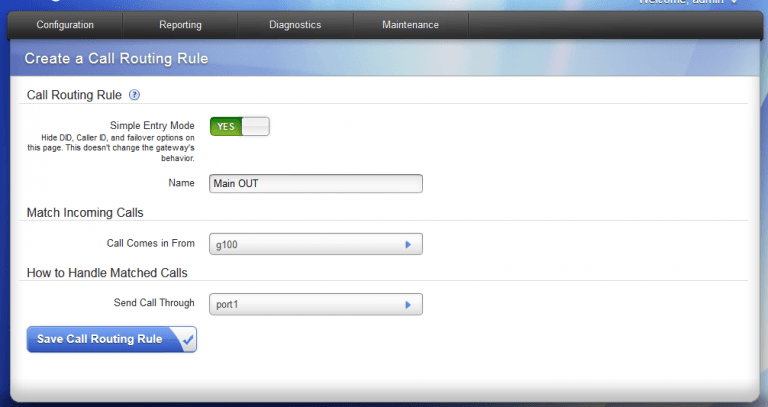 Welcome, admin
Configuration Reporting Diagnostics Maintenance
Create a Call Routing Rule
Call Routing Rule ?
Simple Entry Mode YES
Hide DID, Caller ID, and failover options on
this page. This doesn't change the gateway's
behavior.
Name Main OUT
Match Incoming Calls
Call Comes in From g100
How to Handle Matched Calls
Send Call Through port1
Save Call Routing Rule